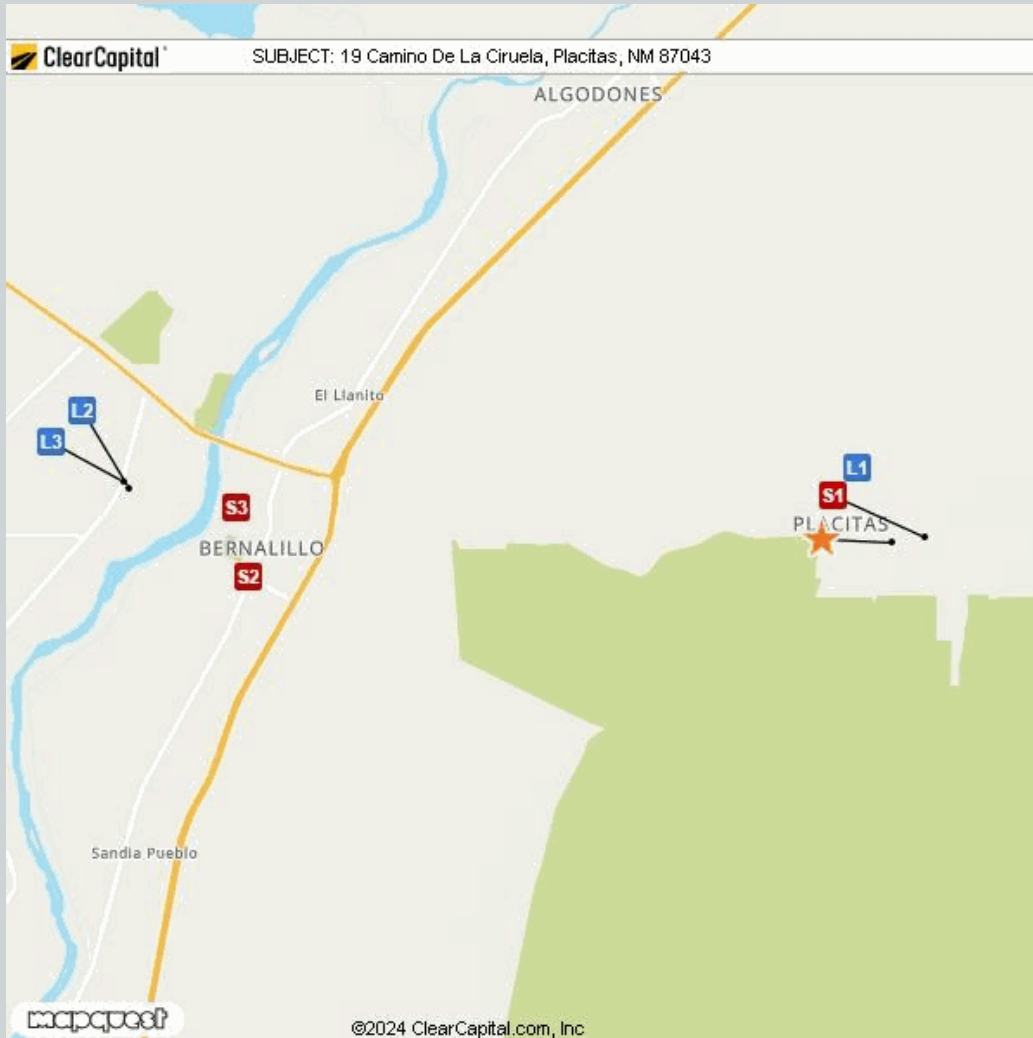 ClearCapital
SUBJECT: 19 Camino De La Ciruela, Placitas, NM 87043
ALGODONES
El Llanito
L2
L3
L1
S1
S3
PLACITAS
BERNALILLO
S2
Sandia Pueblo
mapquest
©2024 ClearCapital.com, Inc